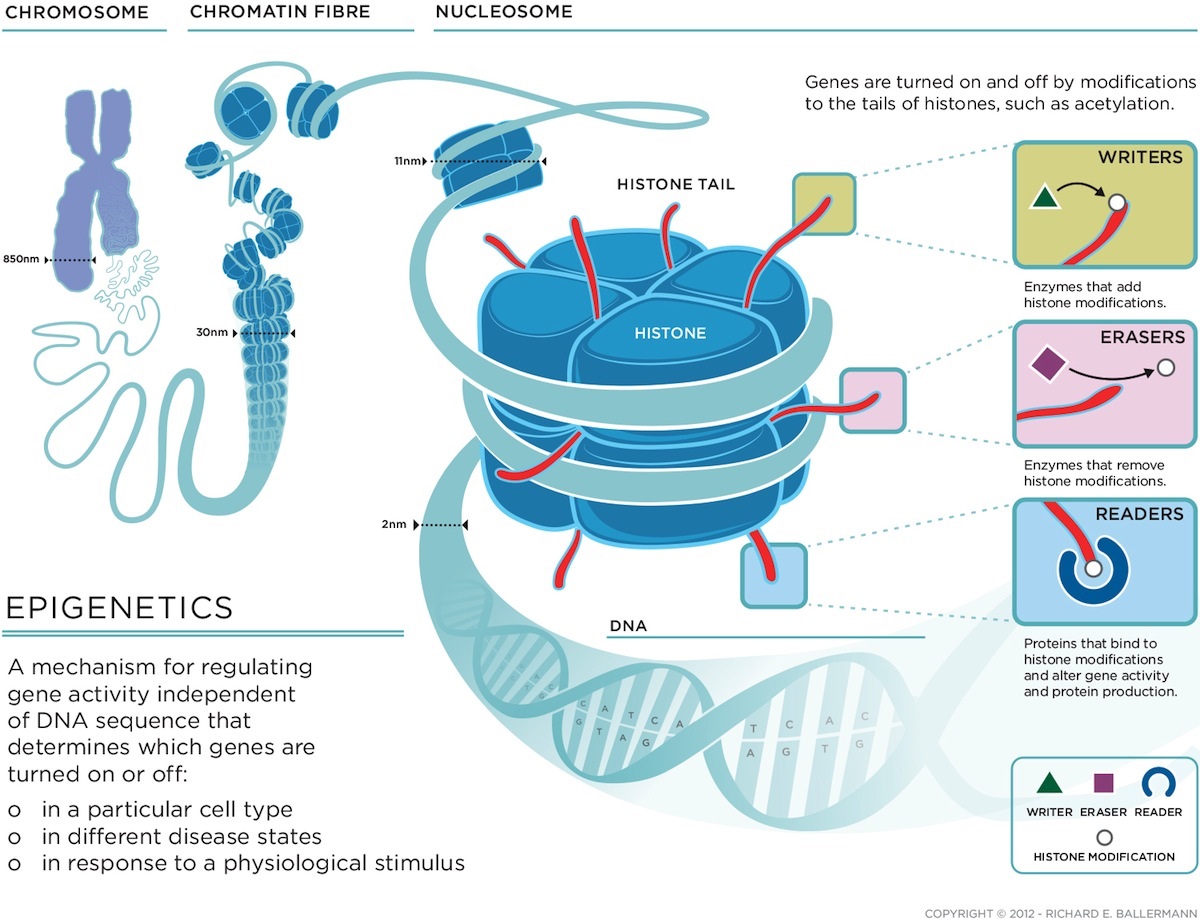 CHROMOSOME
CHROMATIN FIBRE
NUCLEOSOME
Genes are turned on and off by modifications
to the tails of histones, such as acetylation.
850nm
30nm
11nm
HISTONE TAIL
HISTONE
2nm
WRITERS
Enzymes that add
histone modifications.
ERASERS
Enzymes that remove
histone modifications.
READERS
Proteins that bind to
histone modifications
and alter gene activity
and protein production.
EPIGENETICS
A mechanism for regulating
gene activity independent
of DNA sequence that
determines which genes are
turned on or off:
o in a particular cell type
o in different disease states
o in response to a physiological stimulus
DNA
C A T C A
G T A G
T C A C
A G T G
WRITER ERASER READER
HISTONE MODIFICATION
COPYRIGHT © 2012 - RICHARD E. BALLERMANN